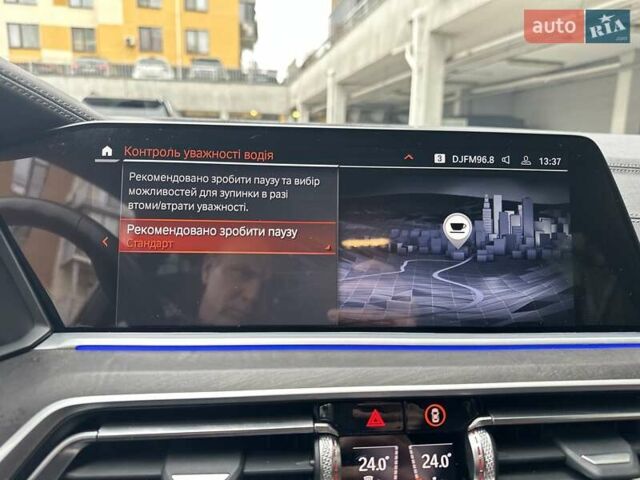 auto RIA
.com
Контроль уважності водія
3 DJFM96.8 13:37
Рекомендовано зробити паузу та вибір
можливостей для зупинки в разі
втоми/втрати уважності.
Рекомендовано зробити паузу
Стандарт
24.0° 24.0°